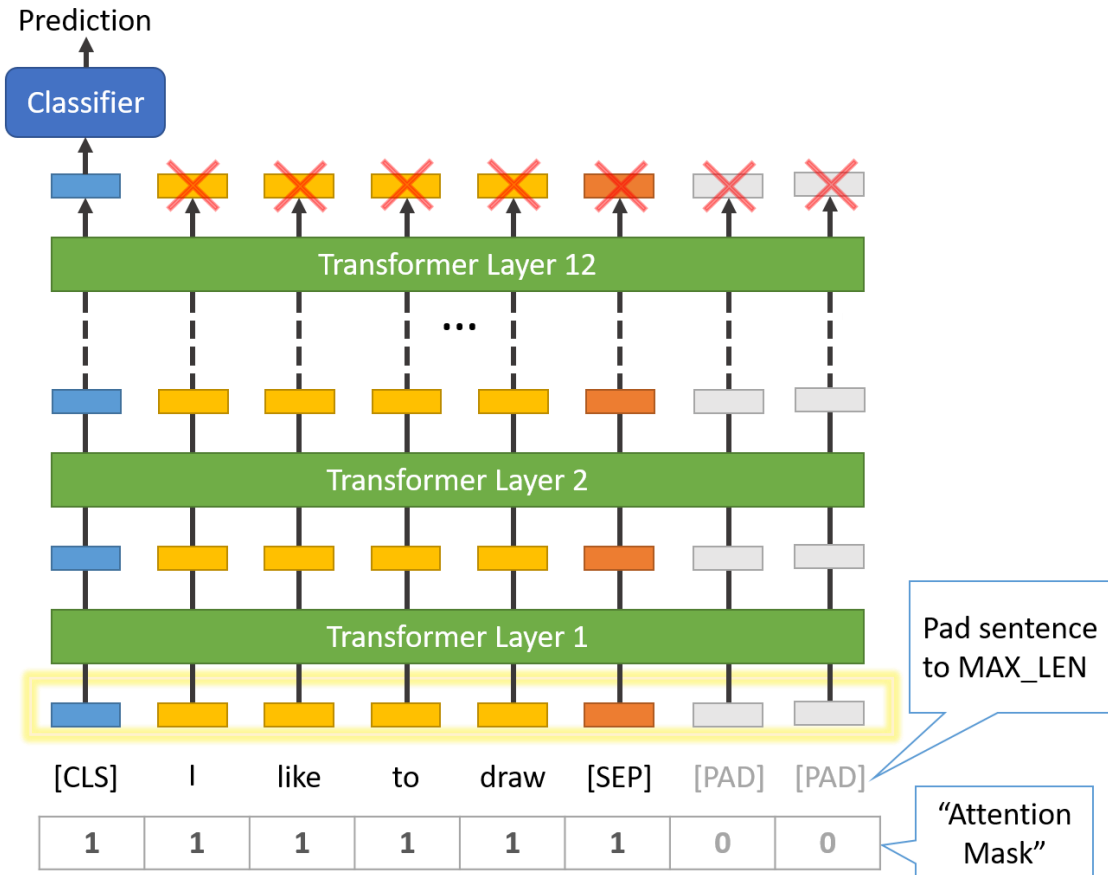 Prediction
Classifier
Transformer Layer 12
...
Transformer Layer 2
Transformer Layer 1
Pad sentence
to MAX_LEN
[CLS] I like to draw [SEP] [PAD] [PAD]
1 1 1 1 1 1 0 0
“Attention
Mask”